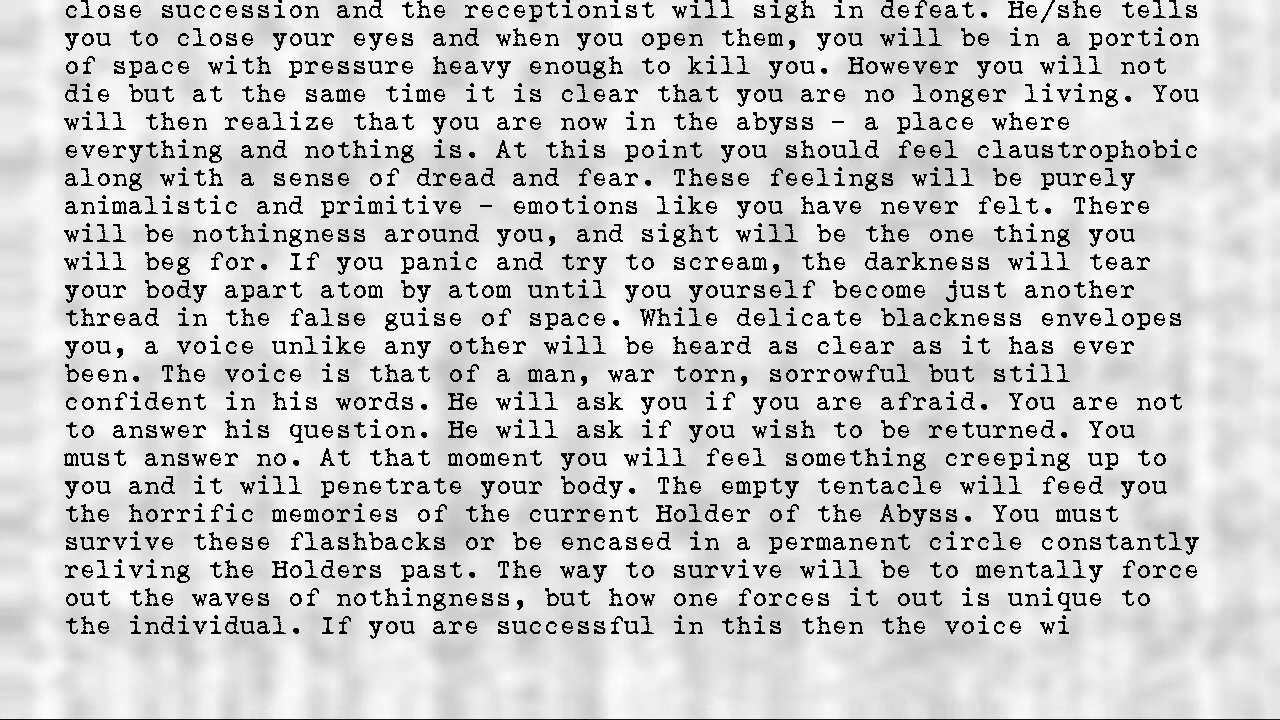 close succession and the receptionist will sigh in defeat. He/she tells
you to close your eyes and when you open them, you will be in a portion
of space with pressure heavy enough to kill you. However you will not
die but at the same time it is clear that you are no longer living. You
will then realize that you are now in the abyss - a place where
everything and nothing is. At this point you should feel claustrophobic
along with a sense of dread and fear. These feelings will be purely
animalistic and primitive - emotions like you have never felt. There
will be nothingness around you, and sight will be the one thing you
will beg for. If you panic and try to scream, the darkness will tear
your body apart atom by atom until you yourself become just another
thread in the false guise of space. While delicate blackness envelopes
you, a voice unlike any other will be heard as clear as it has ever
been. The voice is that of a man, war torn, sorrowful but still
confident in his words. He will ask you if you are afraid. You are not
to answer his question. He will ask if you wish to be returned. You
must answer no. At that moment you will feel something creeping up to
you and it will penetrate your body. The empty tentacle will feed you
the horrific memories of the current Holder of the Abyss. You must
survive these flashbacks or be encased in a permanent circle constantly
reliving the Holders past. The way to survive will be to mentally force
out the waves of nothingness, but how one forces it out is unique to
the individual. If you are successful in this then the voice wi